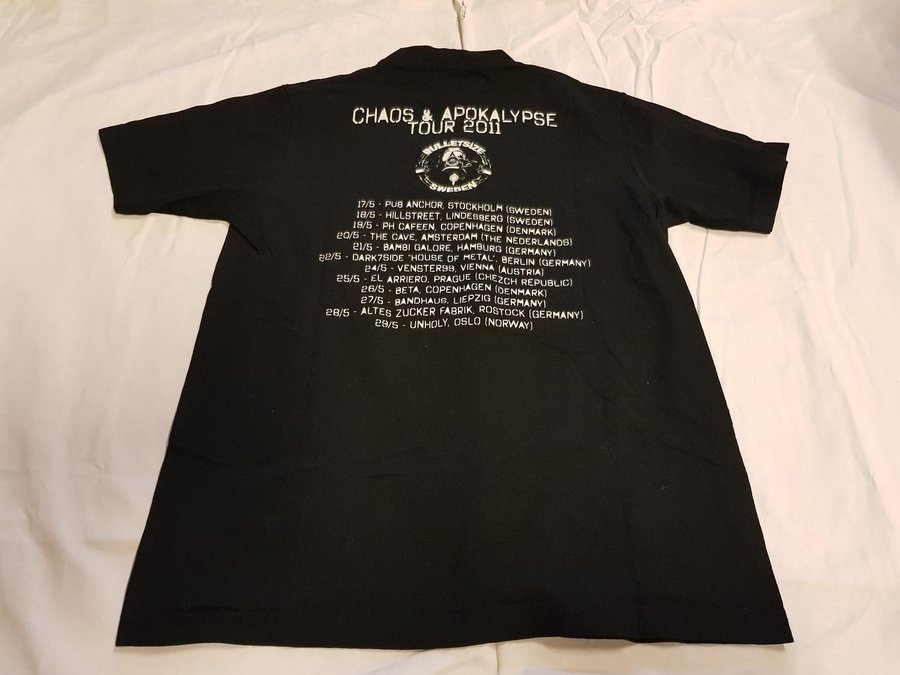 CHAOS & APOKALYPSE
TOUR 2011
BULLETSIZE
SWEDEN
17/5 - PUB ANCHOR, STOCKHOLM (SWEDEN)
18/5 - HILLSTREET, LINDESBERG (SWEDEN)
19/5 - PH CAFEEN, COPENHAGEN (DENMARK)
20/5 - THE CAVE, AMSTERDAM (THE NEDERLANDS)
21/5 - BAMBI GALORE, HAMBURG (GERMANY)
22/5 - DARK7SIDE "HOUSE OF METAL", BERLIN (GERMANY)
24/5 - VENSTER99, VIENNA (AUSTRIA)
25/5 - EL ARRIERO, PRAGUE (CHEZCH REPUBLIC)
26/5 - BETA, COPENHAGEN (DENMARK)
27/5 - BANDHAUS, LIEPZIG (GERMANY)
28/5 - ALTES ZUCKER FABRIK, ROSTOCK (GERMANY)
29/5 - UNHOLY, OSLO (NORWAY)